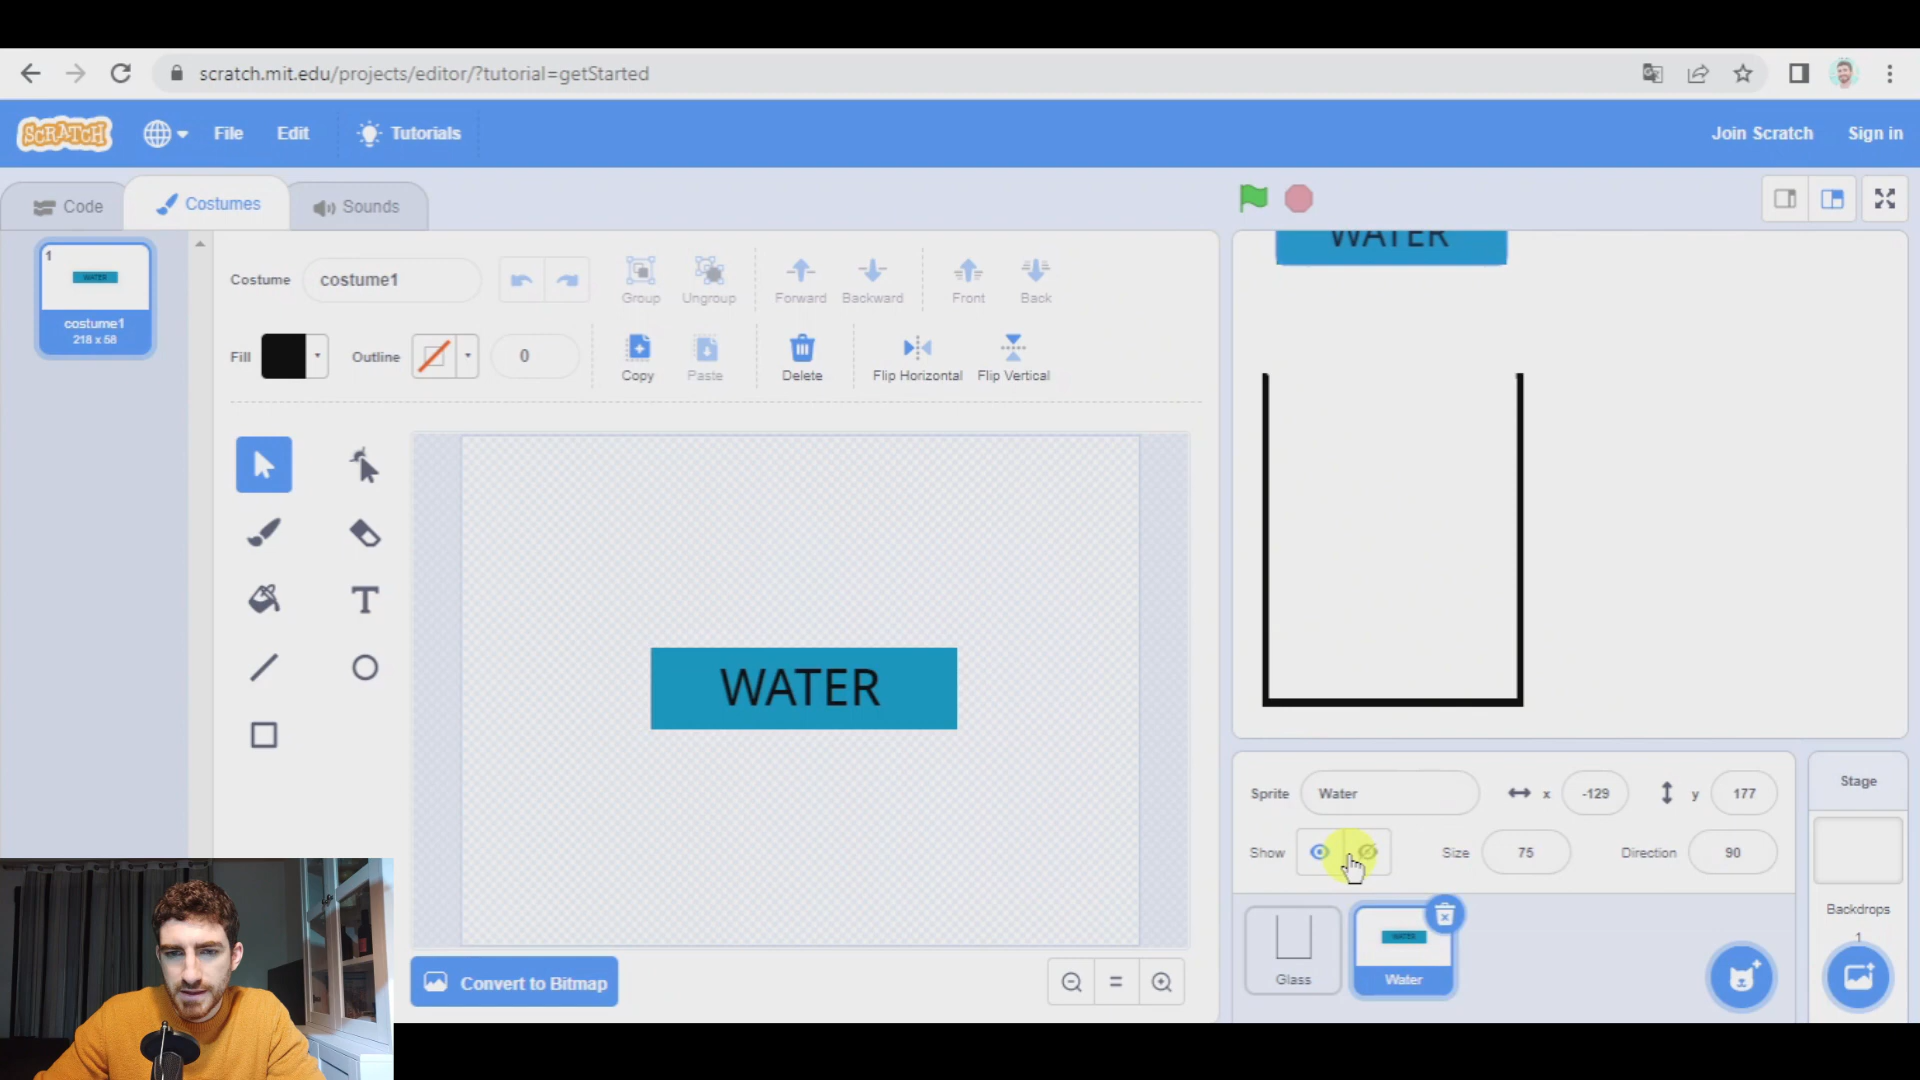 scratch.mit.edu/projects/editor/?tutorial=getStarted
SCRATCH
File
Edit
Tutorials
Join Scratch
Sign in
Code
Costumes
Sounds
1
WATER
costume1
218 x 58
Costume
costume1
Group
Ungroup
Forward
Backward
Front
Back
Fill
Outline
0
Copy
Paste
Delete
Flip Horizontal
Flip Vertical
T
WATER
Convert to Bitmap
WATER
Sprite
Water
x
-129
y
177
Show
Size
75
Direction
90
Glass
WATER
Water
Stage
Backdrops
1